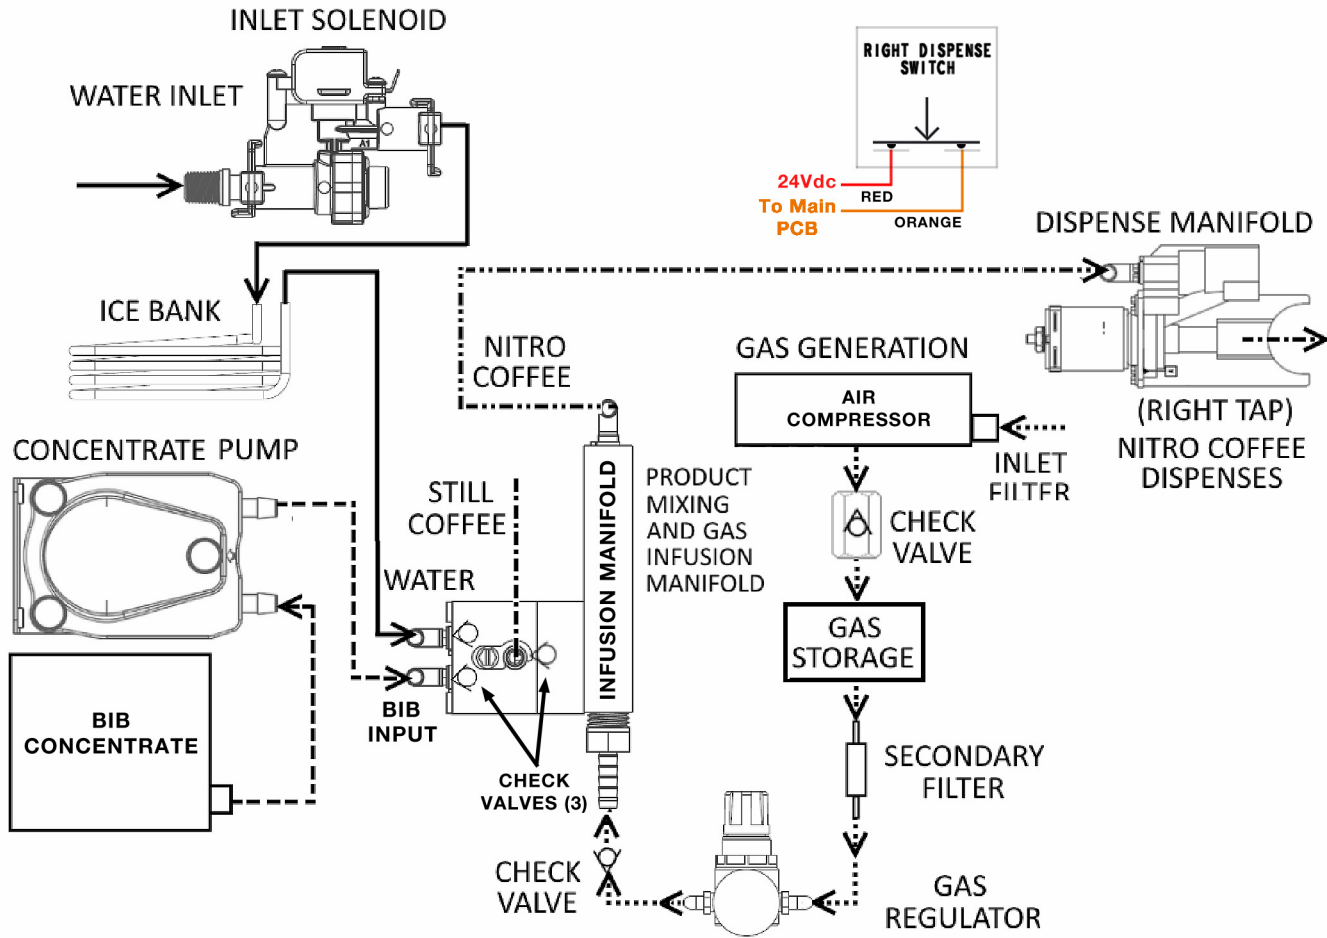 INLET SOLENOID
WATER INLET
A1
RIGHT DISPENSE
SWITCH
24Vdc
RED
To Main
PCB
ORANGE
DISPENSE MANIFOLD
ICE BANK
NITRO
COFFEE
GAS GENERATION
AIR
COMPRESSOR
(RIGHT TAP)
NITRO COFFEE
DISPENSES
INLET
FILTER
CONCENTRATE PUMP
STILL
COFFEE
INFUSION MANIFOLD
PRODUCT
MIXING
AND GAS
INFUSION
MANIFOLD
CHECK
VALVE
WATER
GAS
STORAGE
BIB
CONCENTRATE
BIB
INPUT
CHECK
VALVES (3)
SECONDARY
FILTER
CHECK
VALVE
GAS
REGULATOR